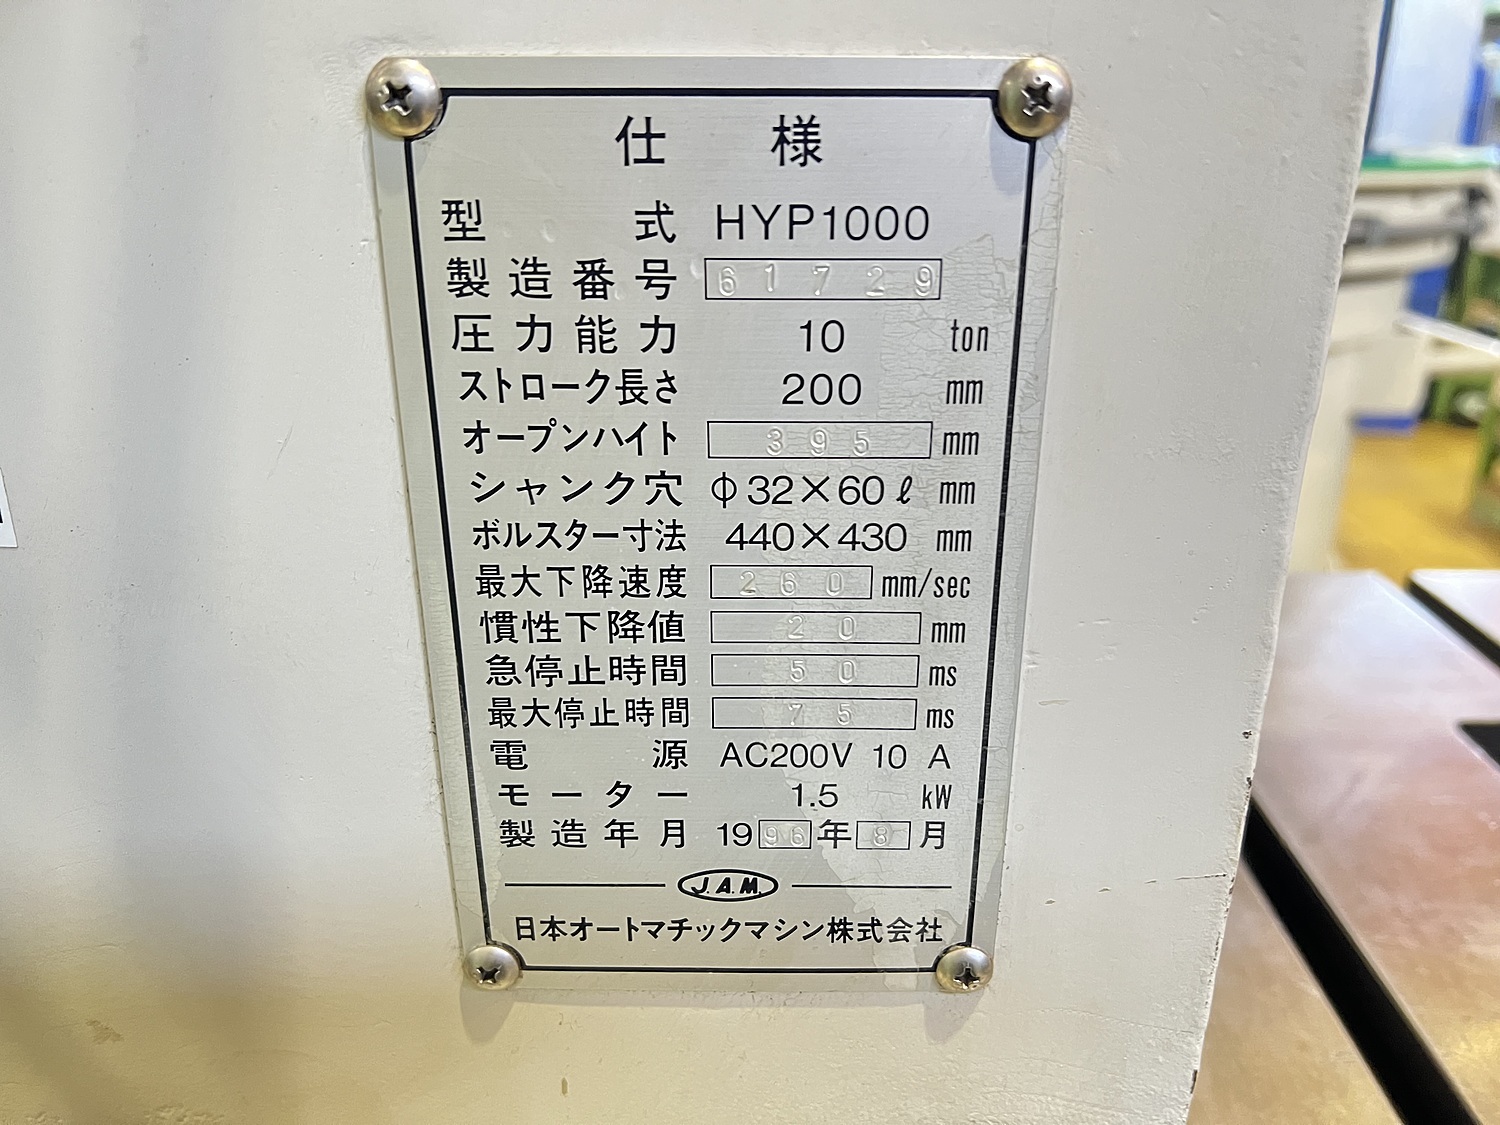 仕様
型式 HYP1000
製造番号 61729
圧力能力 10 ton
ストローク長さ 200 mm
オープンハイト 395 mm
シャンク穴 φ32×60ℓ mm
ボルスター寸法 440×430 mm
最大下降速度 260 mm/sec
慣性下降値 20 mm
急停止時間 50 ms
最大停止時間 75 ms
電源 AC200V 10 A
モーター 1.5 kW
製造年月 1996年8月
J.A.M.
日本オートマチックマシン株式会社